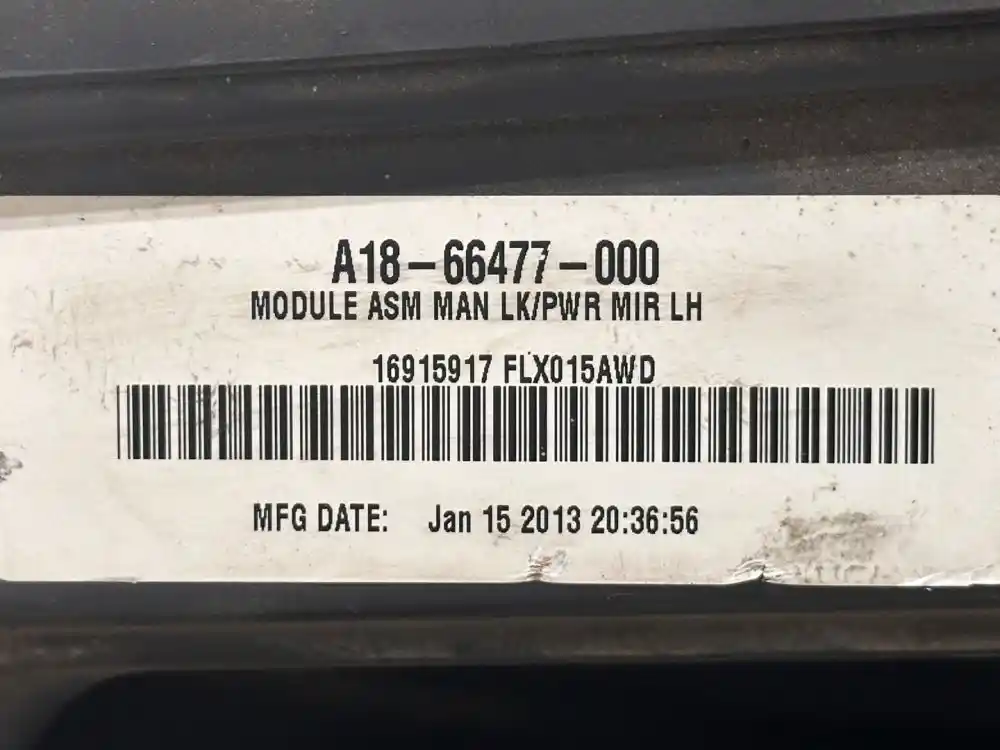 A18-66477-000
MODULE ASM MAN LK/PWR MIR LH
16915917 FLX015AWD
MFG DATE: Jan 15 2013 20:36:56